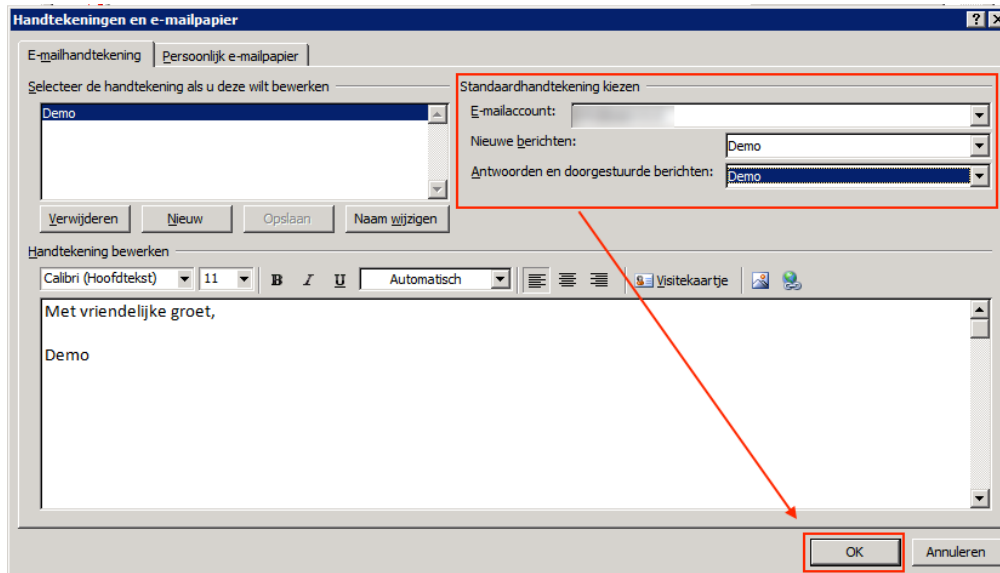 Handtekeningen en e-mailpapier
E-mailhandtekening Persoonlijk e-mailpapier
Selecteer de handtekening als u deze wilt bewerken
Demo
Verwijderen Nieuw Opslaan Naam wijzigen
Standaardhandtekening kiezen
E-mailaccount:
Nieuwe berichten: Demo
Antwoorden en doorgestuurde berichten: Demo
Handtekening bewerken
Calibri (Hoofdtekst) 11 B I U Automatisch Visitekaartje
Met vriendelijke groet,
Demo
OK Annuleren